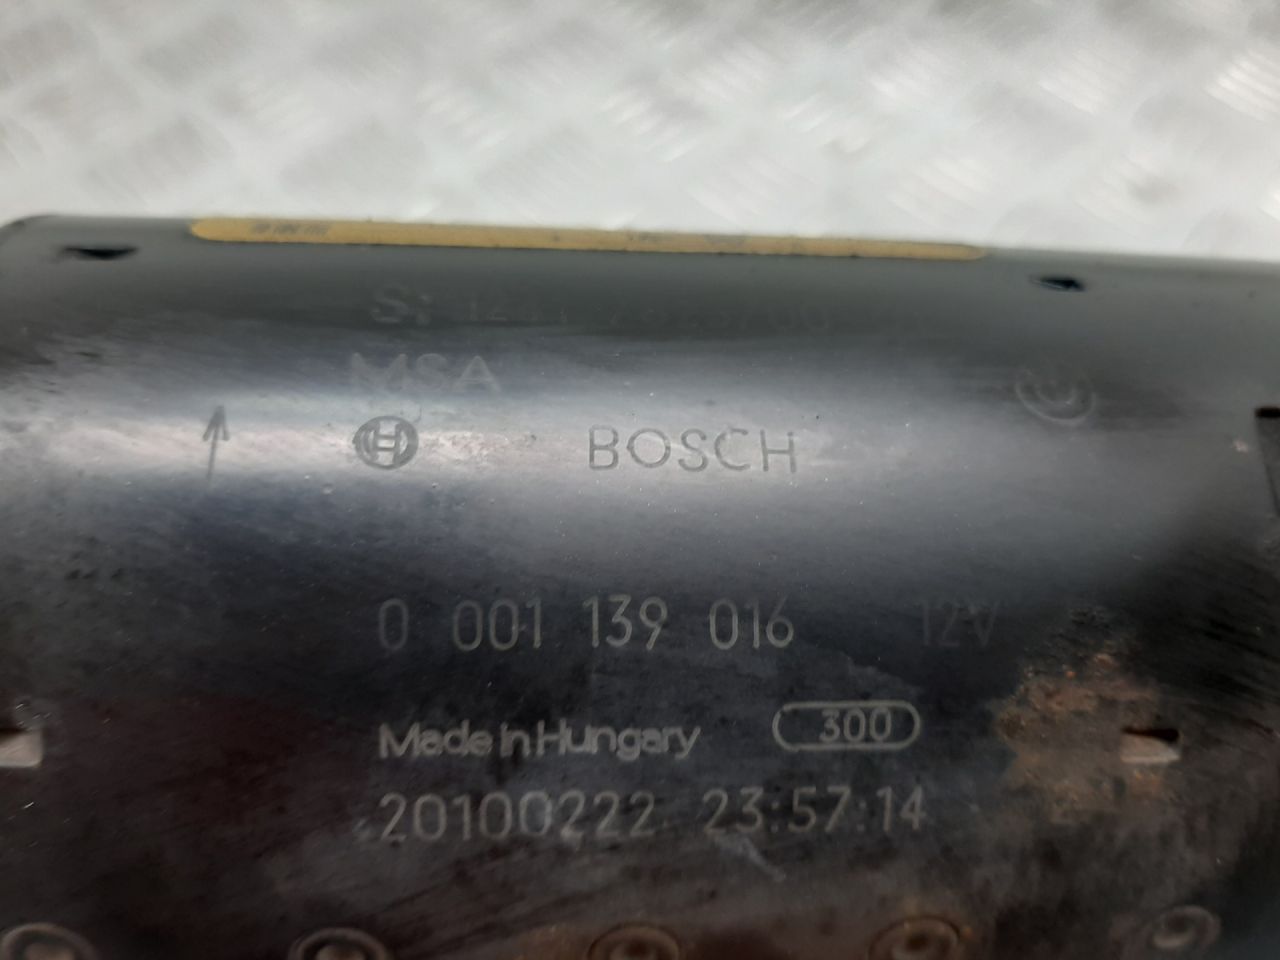 MSA
BOSCH
0 001 139 016 12V
Made in Hungary 300
20100222 23:57:14